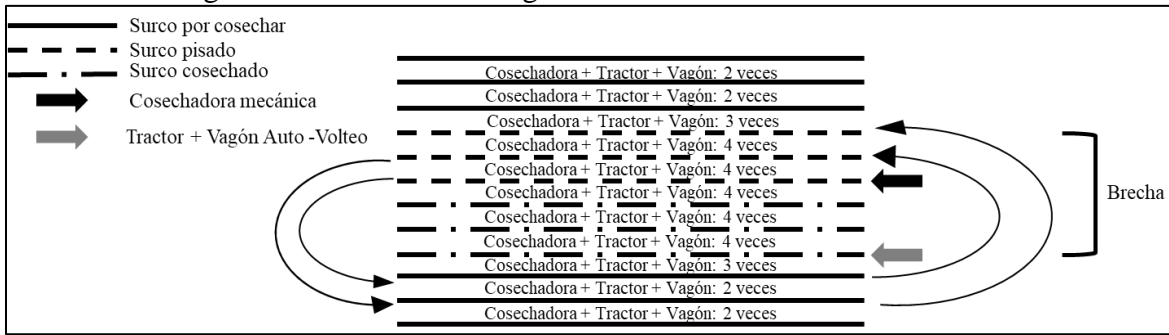 Surco por cosechar
Surco pisado
Surco cosechado
Cosechadora mecánica
Tractor + Vagón Auto -Volteo
Cosechadora + Tractor + Vagón: 2 veces
Cosechadora + Tractor + Vagón: 2 veces
Cosechadora + Tractor + Vagón: 3 veces
Cosechadora + Tractor + Vagón: 4 veces
Cosechadora + Tractor + Vagón: 4 veces
Cosechadora + Tractor + Vagón: 4 veces
Cosechadora + Tractor + Vagón: 4 veces
Cosechadora + Tractor + Vagón: 4 veces
Cosechadora + Tractor + Vagón: 3 veces
Cosechadora + Tractor + Vagón: 2 veces
Cosechadora + Tractor + Vagón: 2 veces
Brecha